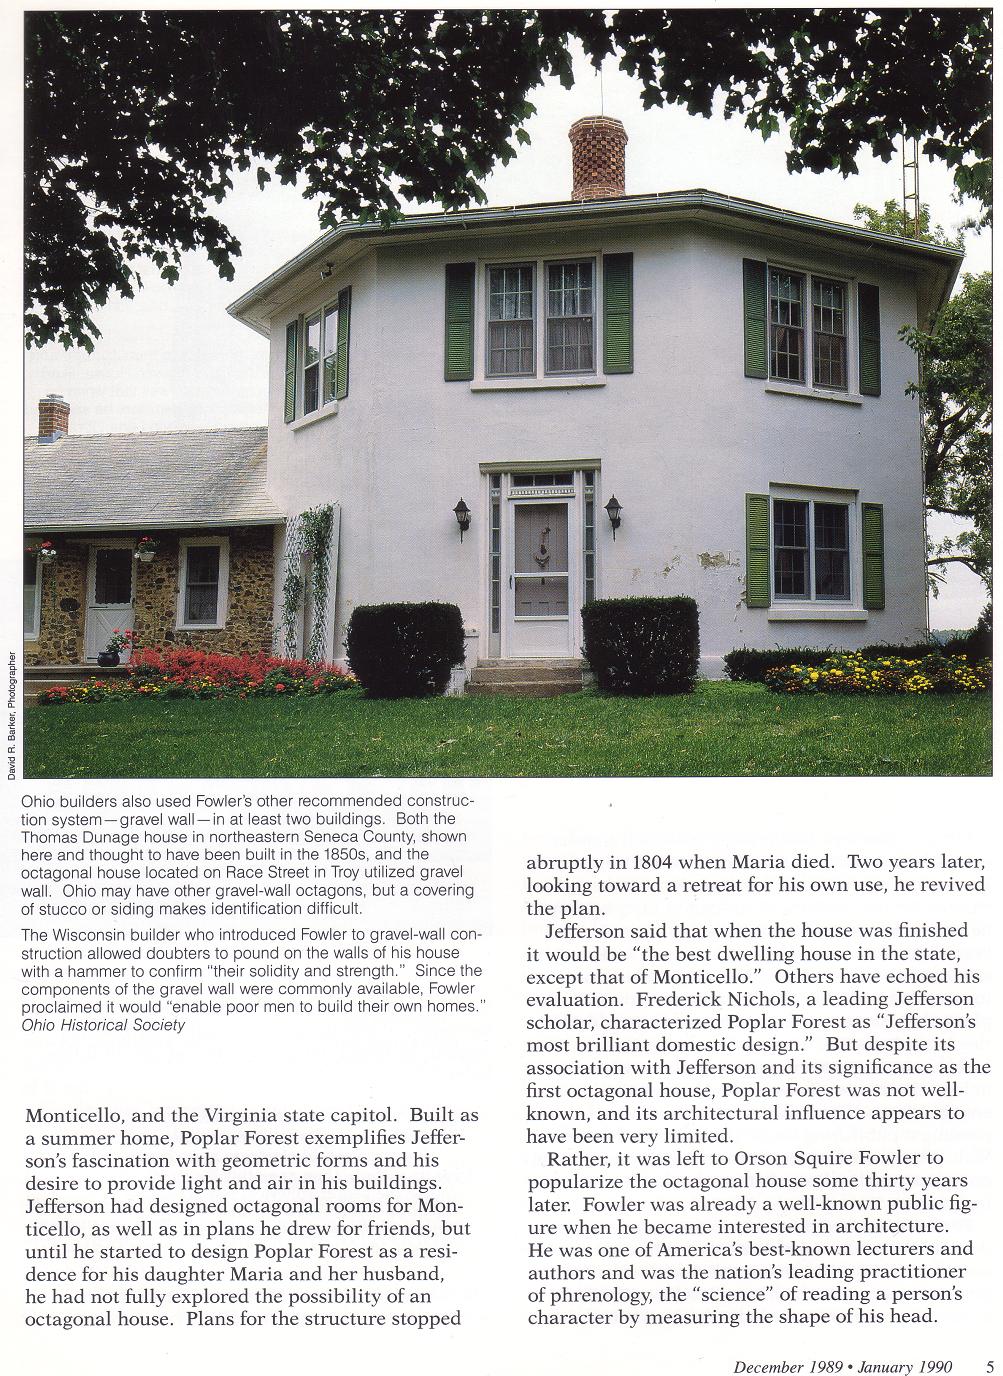 David R. Barker, Photographer
Ohio builders also used Fowler's other recommended construc-
tion system—gravel wall—in at least two buildings. Both the
Thomas Dunage house in northeastern Seneca County, shown
here and thought to have been built in the 1850s, and the
octagonal house located on Race Street in Troy utilized gravel
wall. Ohio may have other gravel-wall octagons, but a covering
of stucco or siding makes identification difficult.
The Wisconsin builder who introduced Fowler to gravel-wall con-
struction allowed doubters to pound on the walls of his house
with a hammer to confirm "their solidity and strength." Since the
components of the gravel wall were commonly available, Fowler
proclaimed it would "enable poor men to build their own homes."
Ohio Historical Society
Monticello, and the Virginia state capitol. Built as
a summer home, Poplar Forest exemplifies Jeffer-
son's fascination with geometric forms and his
desire to provide light and air in his buildings.
Jefferson had designed octagonal rooms for Mon-
ticello, as well as in plans he drew for friends, but
until he started to design Poplar Forest as a resi-
dence for his daughter Maria and her husband,
he had not fully explored the possibility of an
octagonal house. Plans for the structure stopped
abruptly in 1804 when Maria died. Two years later,
looking toward a retreat for his own use, he revived
the plan.
Jefferson said that when the house was finished
it would be "the best dwelling house in the state,
except that of Monticello." Others have echoed his
evaluation. Frederick Nichols, a leading Jefferson
scholar, characterized Poplar Forest as "Jefferson's
most brilliant domestic design." But despite its
association with Jefferson and its significance as the
first octagonal house, Poplar Forest was not well-
known, and its architectural influence appears to
have been very limited.
Rather, it was left to Orson Squire Fowler to
popularize the octagonal house some thirty years
later. Fowler was already a well-known public fig-
ure when he became interested in architecture.
He was one of America's best-known lecturers and
authors and was the nation's leading practitioner
of phrenology, the "science" of reading a person's
character by measuring the shape of his head.
December 1989 • January 1990 5